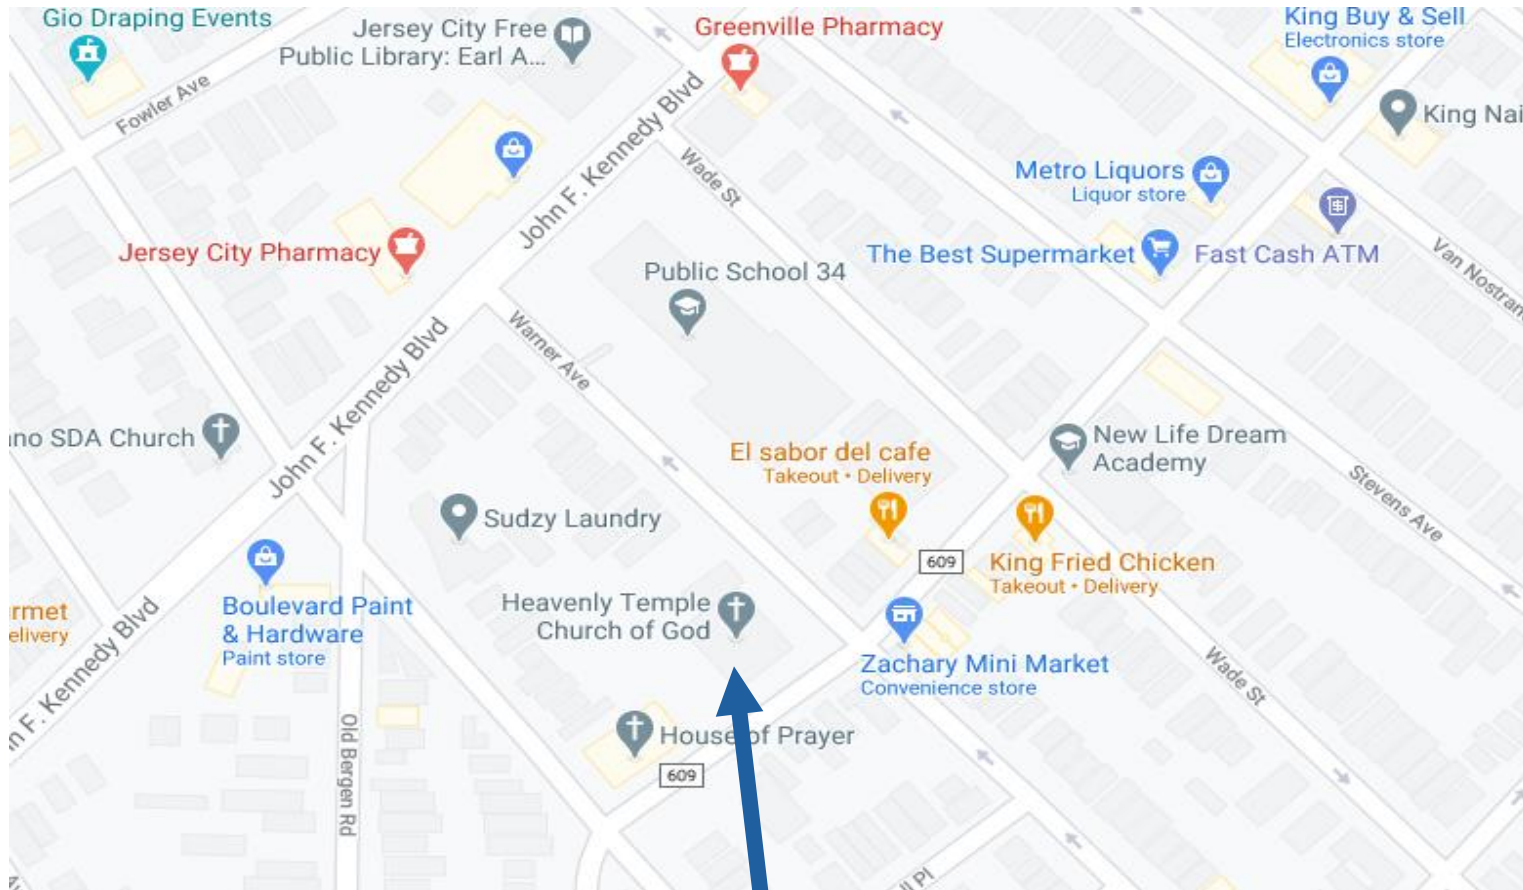 Gio Draping Events
Jersey City Free
Public Library: Earl A...
Greenville Pharmacy
King Buy & Sell
Electronics store
Fowler Ave
John F. Kennedy Blvd
King Nai
Wade St
Metro Liquors
Liquor store
Jersey City Pharmacy
Public School 34
The Best Supermarket
Fast Cash ATM
Van Nostran
Warner Ave
John F. Kennedy Blvd
no SDA Church
El sabor del cafe
Takeout • Delivery
New Life Dream
Academy
Stevens Ave
Sudzy Laundry
609
King Fried Chicken
Takeout • Delivery
rmet
elivery
Boulevard Paint
& Hardware
Paint store
Heavenly Temple
Church of God
Zachary Mini Market
Convenience store
Wade St
n F. Kennedy Blvd
Old Bergen Rd
House of Prayer
609
ll Pl